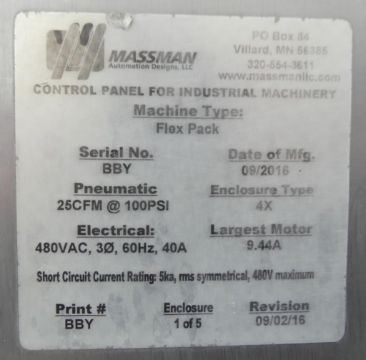 MASSMAN
Automation Designs, LLC
PO Box 84
Villard, MN 56385
320-554-3611
www.massmanllc.com
CONTROL PANEL FOR INDUSTRIAL MACHINERY
Machine Type:
Flex Pack
Serial No.
BBY
Date of Mfg.
09/2016
Pneumatic
25CFM @ 100PSI
Enclosure Type
4X
Electrical:
480VAC, 3Ø, 60Hz, 40A
Largest Motor
9.44A
Short Circuit Current Rating: 5ka, rms symmetrical, 480V maximum
Print #
BBY
Enclosure
1 of 5
Revision
09/02/16